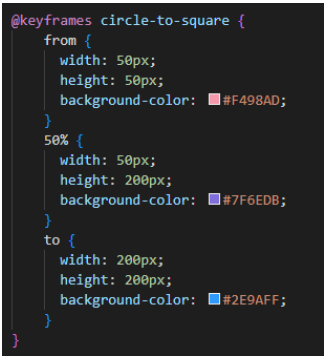 @keyframes circle-to-square {
from {
width: 50px;
height: 50px;
background-color: #F498AD;
}
50% {
width: 50px;
height: 200px;
background-color: #7F6EDB;
}
to {
width: 200px;
height: 200px;
background-color: #2E9AFF;
}
}